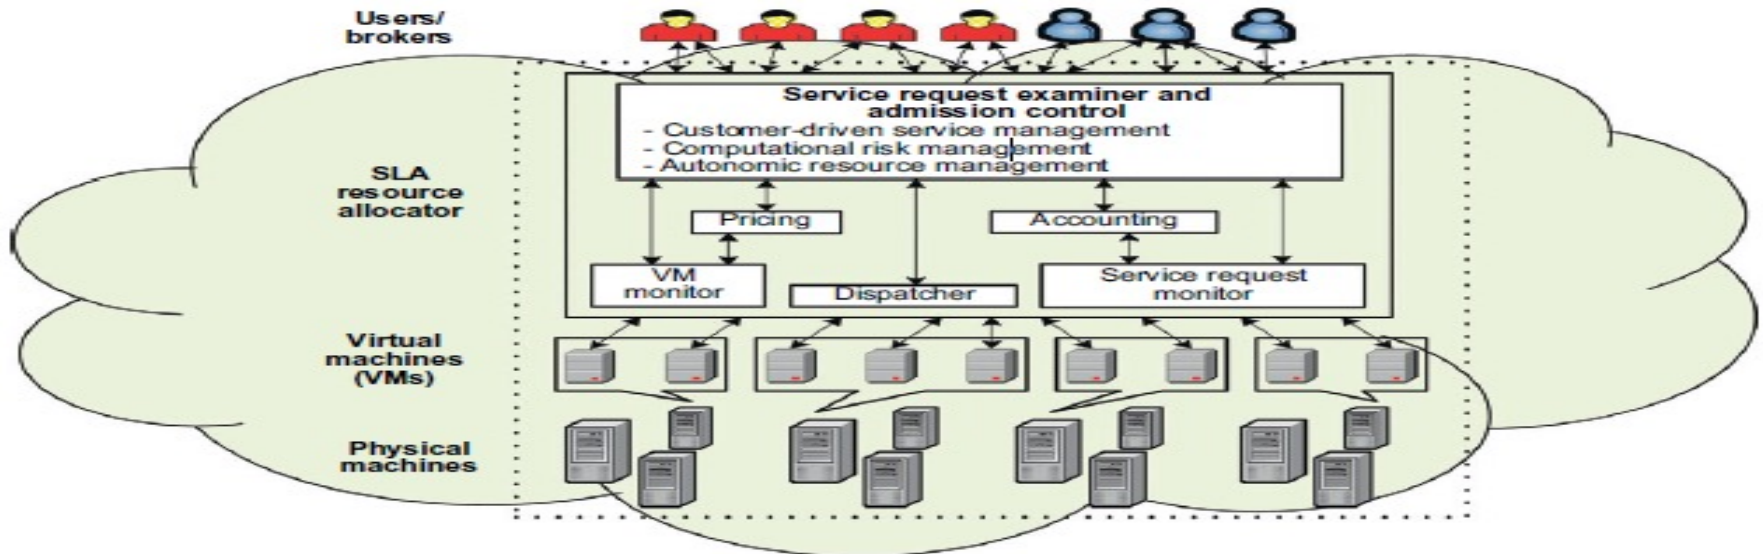 Users/
brokers
Service request examiner and
admission control
- Customer-driven service management
- Computational risk management
- Autonomic resource management
SLA
resource
allocator
Pricing
Accounting
VM
monitor
Dispatcher
Service request
monitor
Virtual
machines
(VMs)
Physical
machines